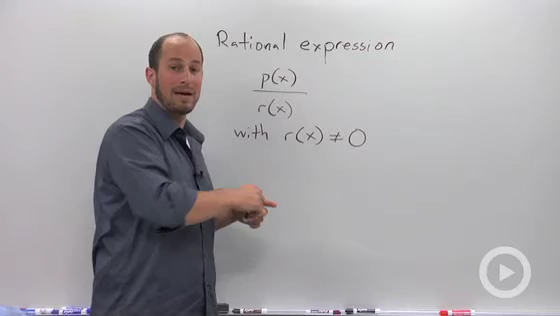 Rational expression
p(x)
r(x)
with r(x) ≠ 0